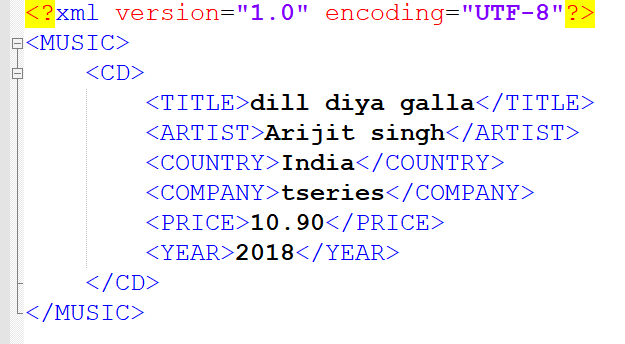 <?xml version="1.0" encoding="UTF-8"?>
<MUSIC>
<CD>
<TITLE>dill diya galla</TITLE>
<ARTIST>Arijit singh</ARTIST>
<COUNTRY>India</COUNTRY>
<COMPANY>tseries</COMPANY>
<PRICE>10.90</PRICE>
<YEAR>2018</YEAR>
</CD>
</MUSIC>